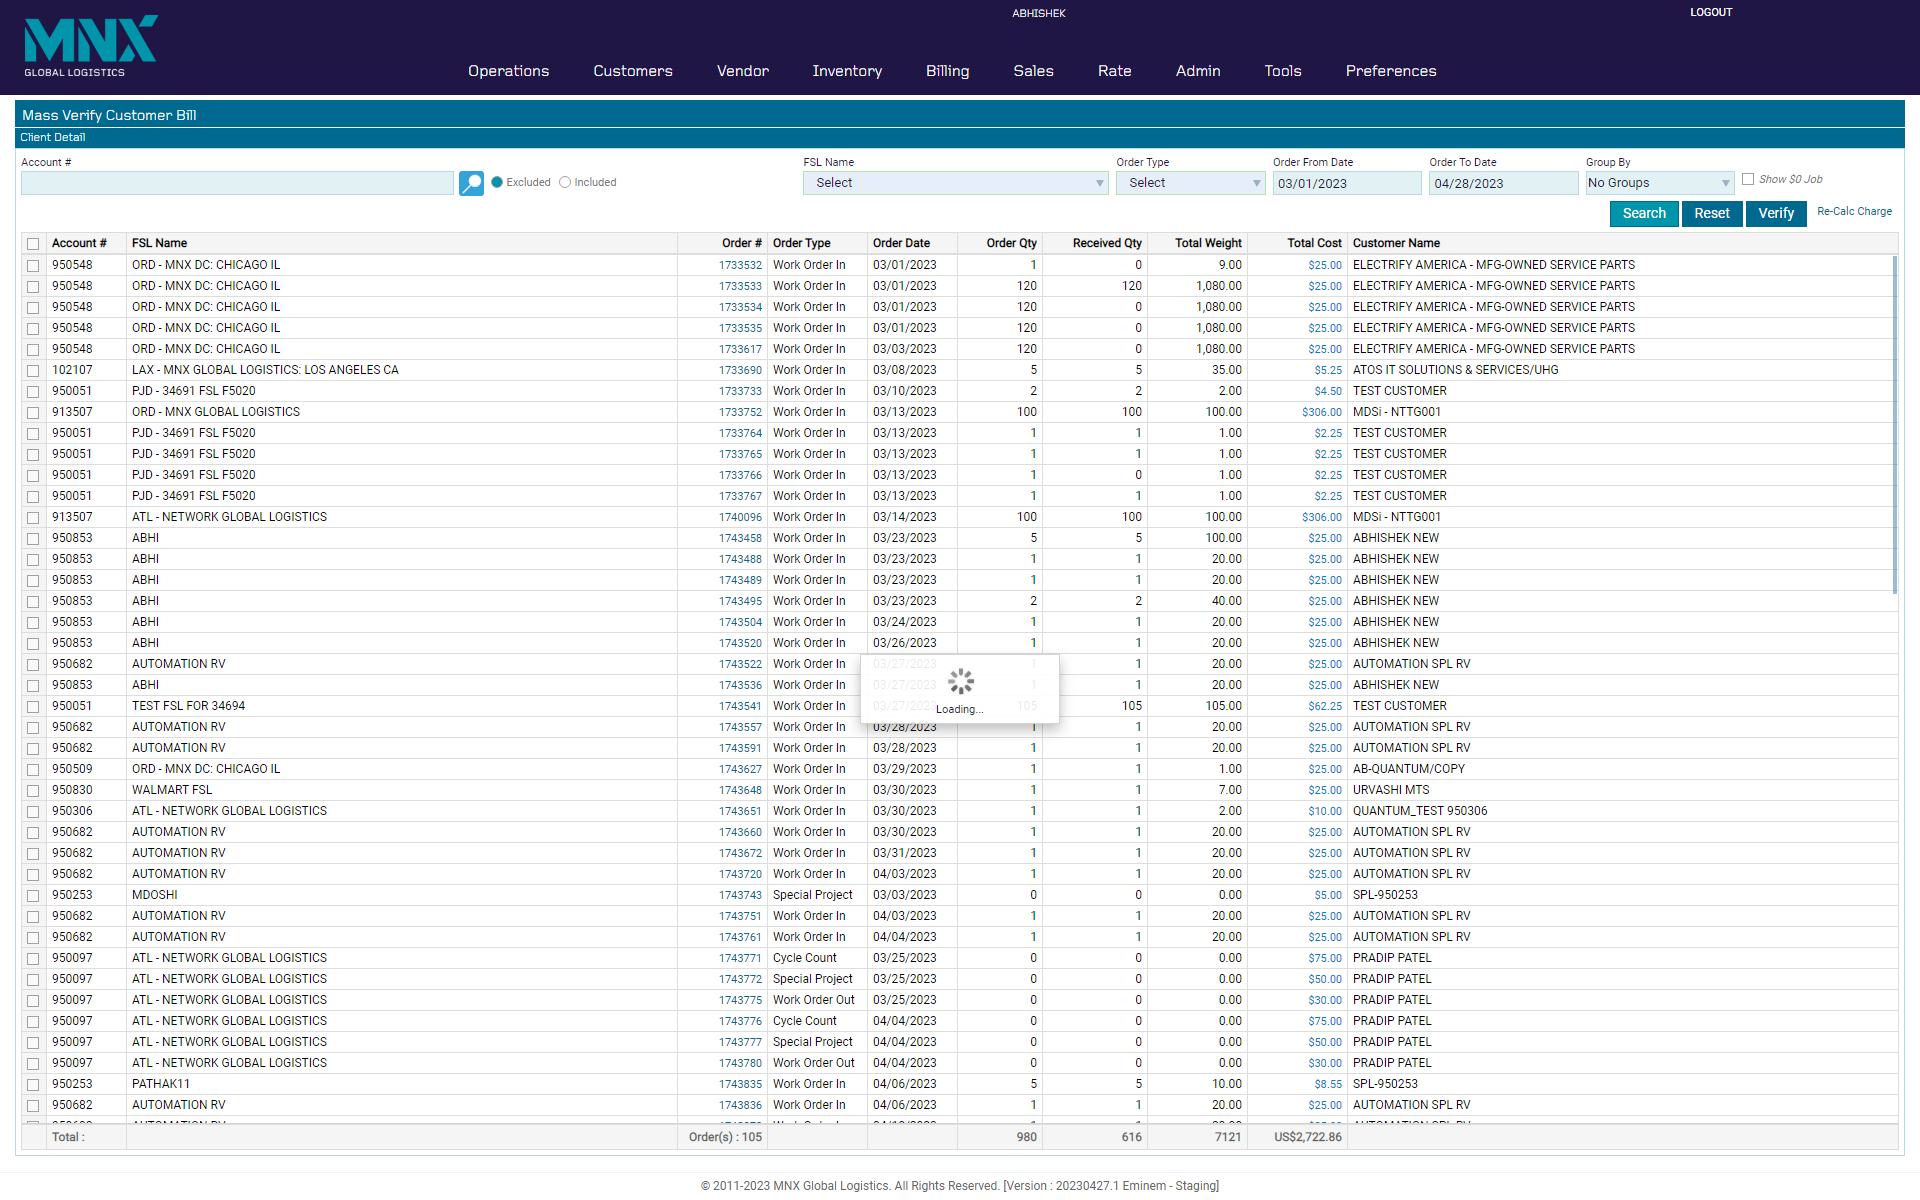 ABHISHEK
LOGOUT
MNX
GLOBAL LOGISTICS
Operations Customers Vendor Inventory Billing Sales Rate Admin Tools Preferences
Mass Verify Customer Bill
Client Detail
Account # FSL Name Order Type Order From Date Order To Date Group By
Excluded Included Select Select 03/01/2023 04/28/2023 No Groups Show $0 Job
Search Reset Verify Re-Calc Charge
Account # FSL Name Order # Order Type Order Date Order Qty Received Qty Total Weight Total Cost Customer Name
950548 ORD - MNX DC: CHICAGO IL 1733532 Work Order In 03/01/2023 1 0 9.00 $25.00 ELECTRIFY AMERICA - MFG-OWNED SERVICE PARTS
950548 ORD - MNX DC: CHICAGO IL 1733533 Work Order In 03/01/2023 120 120 1,080.00 $25.00 ELECTRIFY AMERICA - MFG-OWNED SERVICE PARTS
950548 ORD - MNX DC: CHICAGO IL 1733534 Work Order In 03/01/2023 120 0 1,080.00 $25.00 ELECTRIFY AMERICA - MFG-OWNED SERVICE PARTS
950548 ORD - MNX DC: CHICAGO IL 1733535 Work Order In 03/01/2023 120 0 1,080.00 $25.00 ELECTRIFY AMERICA - MFG-OWNED SERVICE PARTS
950548 ORD - MNX DC: CHICAGO IL 1733617 Work Order In 03/03/2023 120 0 1,080.00 $25.00 ELECTRIFY AMERICA - MFG-OWNED SERVICE PARTS
102107 LAX - MNX GLOBAL LOGISTICS: LOS ANGELES CA 1733690 Work Order In 03/08/2023 5 5 35.00 $5.25 ATOS IT SOLUTIONS & SERVICES/UHG
950051 PJD - 34691 FSL F5020 1733733 Work Order In 03/10/2023 2 2 2.00 $4.50 TEST CUSTOMER
913507 ORD - MNX GLOBAL LOGISTICS 1733752 Work Order In 03/13/2023 100 100 100.00 $306.00 MDSi - NTTG001
950051 PJD - 34691 FSL F5020 1733764 Work Order In 03/13/2023 1 1 1.00 $2.25 TEST CUSTOMER
950051 PJD - 34691 FSL F5020 1733765 Work Order In 03/13/2023 1 1 1.00 $2.25 TEST CUSTOMER
950051 PJD - 34691 FSL F5020 1733766 Work Order In 03/13/2023 1 0 1.00 $2.25 TEST CUSTOMER
950051 PJD - 34691 FSL F5020 1733767 Work Order In 03/13/2023 1 1 1.00 $2.25 TEST CUSTOMER
913507 ATL - NETWORK GLOBAL LOGISTICS 1740096 Work Order In 03/14/2023 100 100 100.00 $306.00 MDSi - NTTG001
950853 ABHI 1743458 Work Order In 03/23/2023 5 5 100.00 $25.00 ABHISHEK NEW
950853 ABHI 1743488 Work Order In 03/23/2023 1 1 20.00 $25.00 ABHISHEK NEW
950853 ABHI 1743489 Work Order In 03/23/2023 1 1 20.00 $25.00 ABHISHEK NEW
950853 ABHI 1743495 Work Order In 03/23/2023 2 2 40.00 $25.00 ABHISHEK NEW
950853 ABHI 1743504 Work Order In 03/24/2023 1 1 20.00 $25.00 ABHISHEK NEW
950853 ABHI 1743520 Work Order In 03/26/2023 1 1 20.00 $25.00 ABHISHEK NEW
950682 AUTOMATION RV 1743522 Work Order In 03/27/2023 1 1 20.00 $25.00 AUTOMATION SPL RV
950853 ABHI 1743536 Work Order In 03/27/2023 1 1 20.00 $25.00 ABHISHEK NEW
950051 TEST FSL FOR 34694 1743541 Work Order In 03/27/2023 105 105 105.00 $62.25 TEST CUSTOMER
Loading...
950682 AUTOMATION RV 1743557 Work Order In 03/28/2023 1 1 20.00 $25.00 AUTOMATION SPL RV
950682 AUTOMATION RV 1743591 Work Order In 03/28/2023 1 1 20.00 $25.00 AUTOMATION SPL RV
950509 ORD - MNX DC: CHICAGO IL 1743627 Work Order In 03/29/2023 1 1 1.00 $25.00 AB-QUANTUM/COPY
950830 WALMART FSL 1743648 Work Order In 03/30/2023 1 1 7.00 $25.00 URVASHI MTS
950306 ATL - NETWORK GLOBAL LOGISTICS 1743651 Work Order In 03/30/2023 1 1 2.00 $10.00 QUANTUM_TEST 950306
950682 AUTOMATION RV 1743660 Work Order In 03/30/2023 1 1 20.00 $25.00 AUTOMATION SPL RV
950682 AUTOMATION RV 1743672 Work Order In 03/31/2023 1 1 20.00 $25.00 AUTOMATION SPL RV
950682 AUTOMATION RV 1743720 Work Order In 04/03/2023 1 1 20.00 $25.00 AUTOMATION SPL RV
950253 MDOSHI 1743743 Special Project 03/03/2023 0 0 0.00 $5.00 SPL-950253
950682 AUTOMATION RV 1743751 Work Order In 04/03/2023 1 1 20.00 $25.00 AUTOMATION SPL RV
950682 AUTOMATION RV 1743761 Work Order In 04/04/2023 1 1 20.00 $25.00 AUTOMATION SPL RV
950097 ATL - NETWORK GLOBAL LOGISTICS 1743771 Cycle Count 03/25/2023 0 0 0.00 $75.00 PRADIP PATEL
950097 ATL - NETWORK GLOBAL LOGISTICS 1743772 Special Project 03/25/2023 0 0 0.00 $50.00 PRADIP PATEL
950097 ATL - NETWORK GLOBAL LOGISTICS 1743775 Work Order Out 03/25/2023 0 0 0.00 $30.00 PRADIP PATEL
950097 ATL - NETWORK GLOBAL LOGISTICS 1743776 Cycle Count 04/04/2023 0 0 0.00 $75.00 PRADIP PATEL
950097 ATL - NETWORK GLOBAL LOGISTICS 1743777 Special Project 04/04/2023 0 0 0.00 $50.00 PRADIP PATEL
950097 ATL - NETWORK GLOBAL LOGISTICS 1743780 Work Order Out 04/04/2023 0 0 0.00 $30.00 PRADIP PATEL
950253 PATHAK11 1743835 Work Order In 04/06/2023 5 5 10.00 $8.55 SPL-950253
950682 AUTOMATION RV 1743836 Work Order In 04/06/2023 1 1 20.00 $25.00 AUTOMATION SPL RV
Total : Order(s) : 105 980 616 7121 US$2,722.86
© 2011-2023 MNX Global Logistics. All Rights Reserved. [Version : 20230427.1 Eminem - Staging]